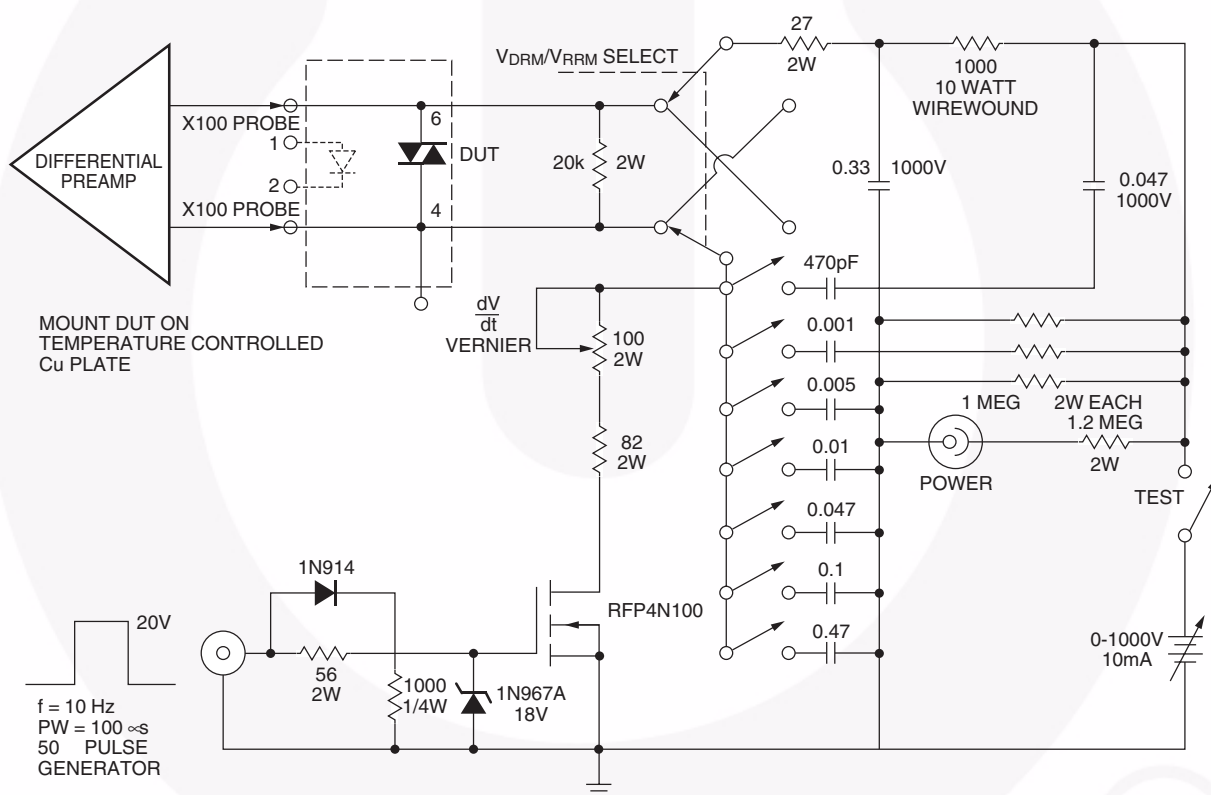 27
2W
VDRM/VRRM SELECT
1000
10 WATT
WIREWOUND
X100 PROBE
6
DIFFERENTIAL
PREAMP
1
DUT
20k
2W
0.33
1000V
0.047
1000V
2
X100 PROBE
4
470pF
MOUNT DUT ON
TEMPERATURE CONTROLLED
Cu PLATE
dV
dt
VERNIER
100
2W
0.001
0.005
1 MEG
2W EACH
1.2 MEG
82
2W
0.01
POWER
2W
TEST
0.047
1N914
RFP4N100
0.1
20V
0.47
0-1000V
10mA
56
2W
1000
1/4W
1N967A
18V
f = 10 Hz
PW = 100 ∝s
50 PULSE
GENERATOR